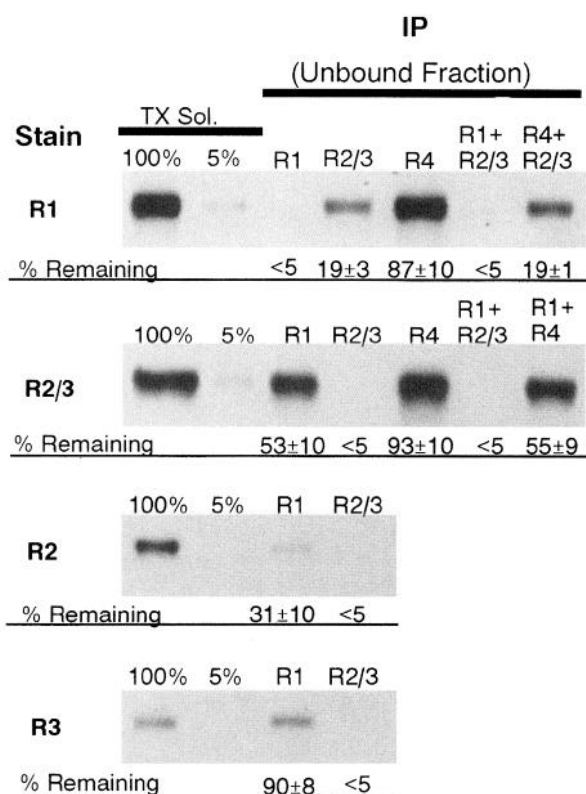 IP
(Unbound Fraction)
TX Sol.
Stain
R1+ R4+
100% 5% R1 R2/3 R4 R2/3 R2/3
R1
% Remaining <5 19±3 87±10 <5 19±1
R1+ R1+
100% 5% R1 R2/3 R4 R2/3 R4
R2/3
% Remaining 53±10 <5 93±10 <5 55±9
100% 5% R1 R2/3
R2
% Remaining 31±10 <5
100% 5% R1 R2/3
R3
% Remaining 90±8 <5